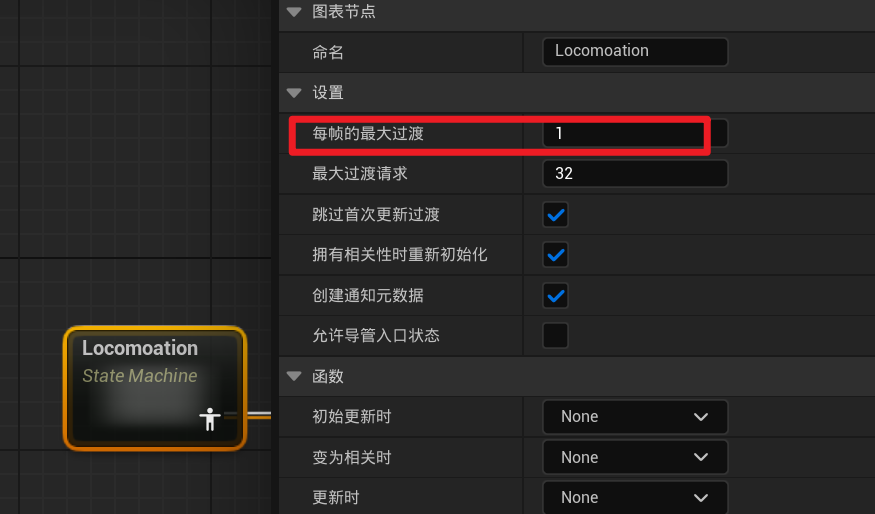 图表节点
命名 Locomoation
设置
每帧的最大过渡 1
最大过渡请求 32
跳过首次更新过渡
拥有相关性时重新初始化
创建通知元数据
允许导管入口状态
Locomoation
State Machine
函数
初始更新时 None
变为相关时 None
更新时 None